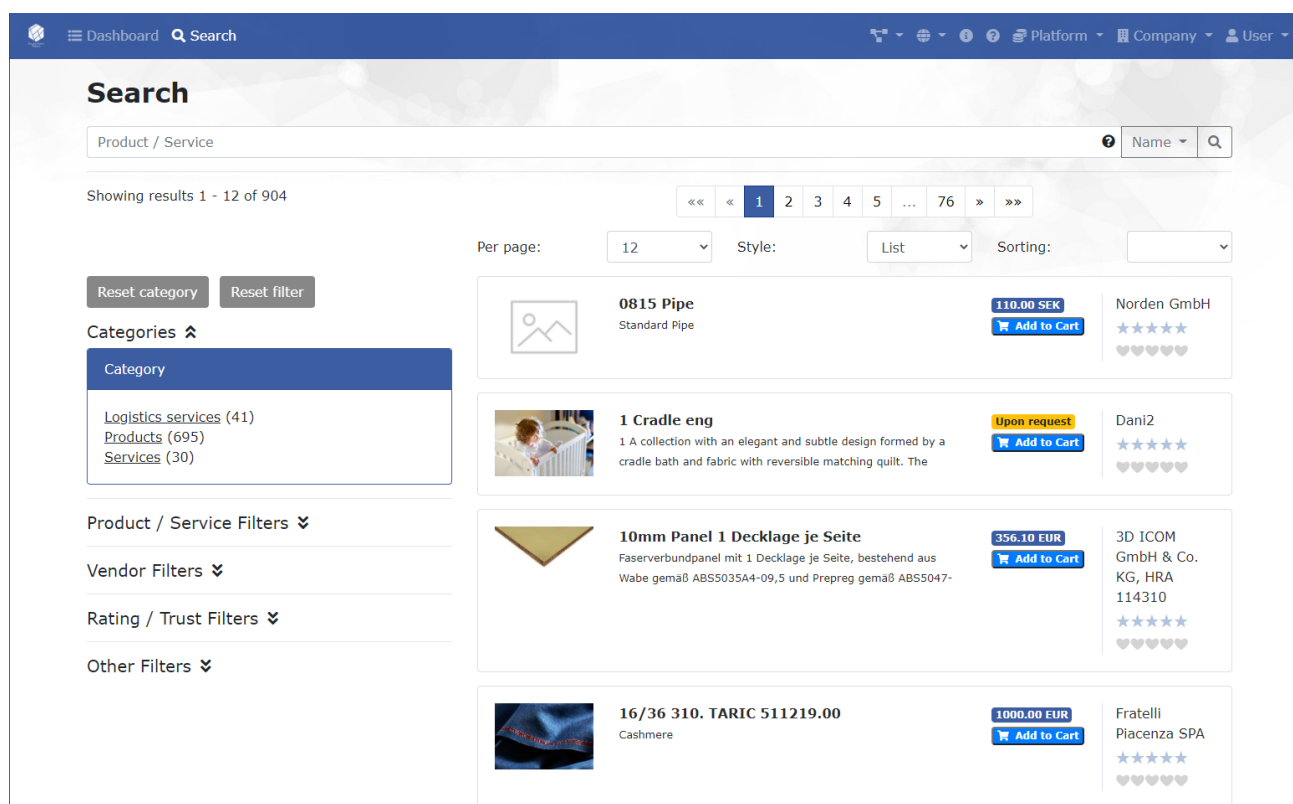 Dashboard Search Platform Company User
Search
Product / Service Name
Showing results 1 - 12 of 904
«« « 1 2 3 4 5 ... 76 » »»
Per page: 12 Style: List Sorting:
Reset category Reset filter
Categories
Category
Logistics services (41)
Products (695)
Services (30)
Product / Service Filters
Vendor Filters
Rating / Trust Filters
Other Filters
0815 Pipe
Standard Pipe
110.00 SEK
Add to Cart
Norden GmbH
1 Cradle eng
1 A collection with an elegant and subtle design formed by a
cradle bath and fabric with reversible matching quilt. The
Upon request
Add to Cart
Dani2
10mm Panel 1 Decklage je Seite
Faserverbundpanel mit 1 Decklage je Seite, bestehend aus
Wabe gemäß ABS5035A4-09,5 und Prepreg gemäß ABS5047-
356.10 EUR
Add to Cart
3D ICOM
GmbH & Co.
KG, HRA
114310
16/36 310. TARIC 511219.00
Cashmere
1000.00 EUR
Add to Cart
Fratelli
Piacenza SPA